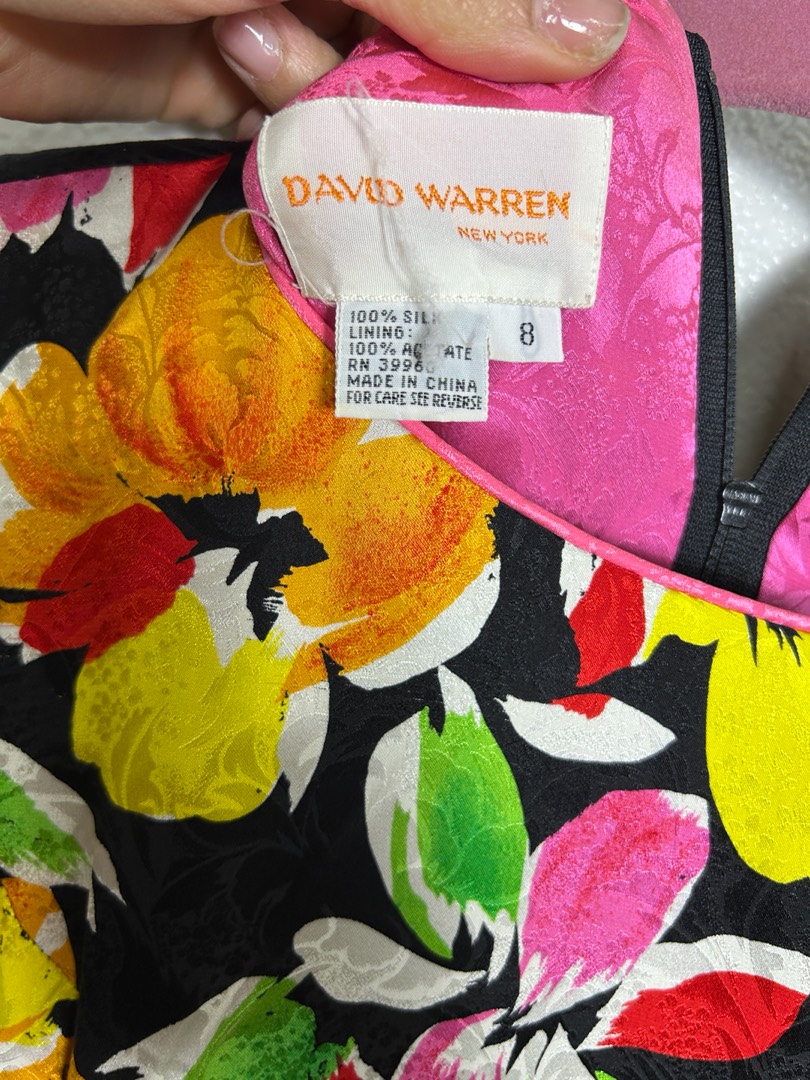 DAVID WARREN
NEW YORK
100% SILK
LINING:
100% ACETATE
RN
MADE IN CHINA
FOR CARE SEE REVERSE
8